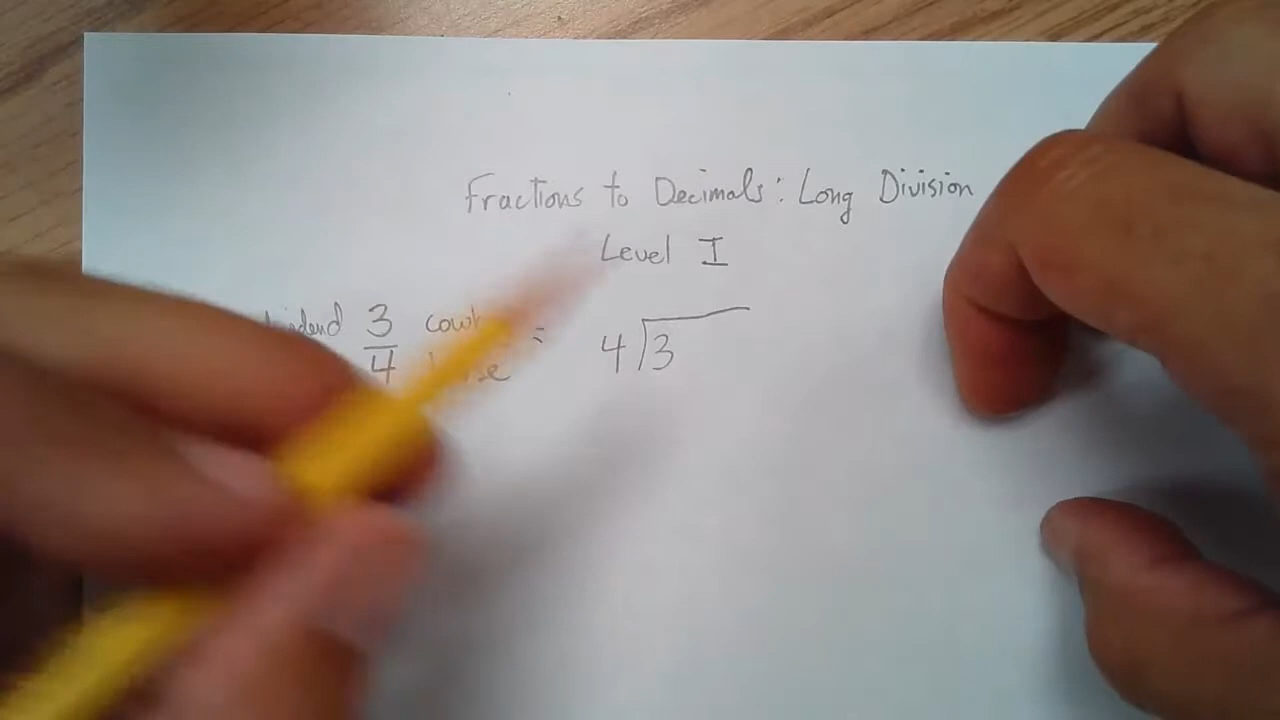 Fractions to Decimals: Long Division
Level I
3 = 4)3
4